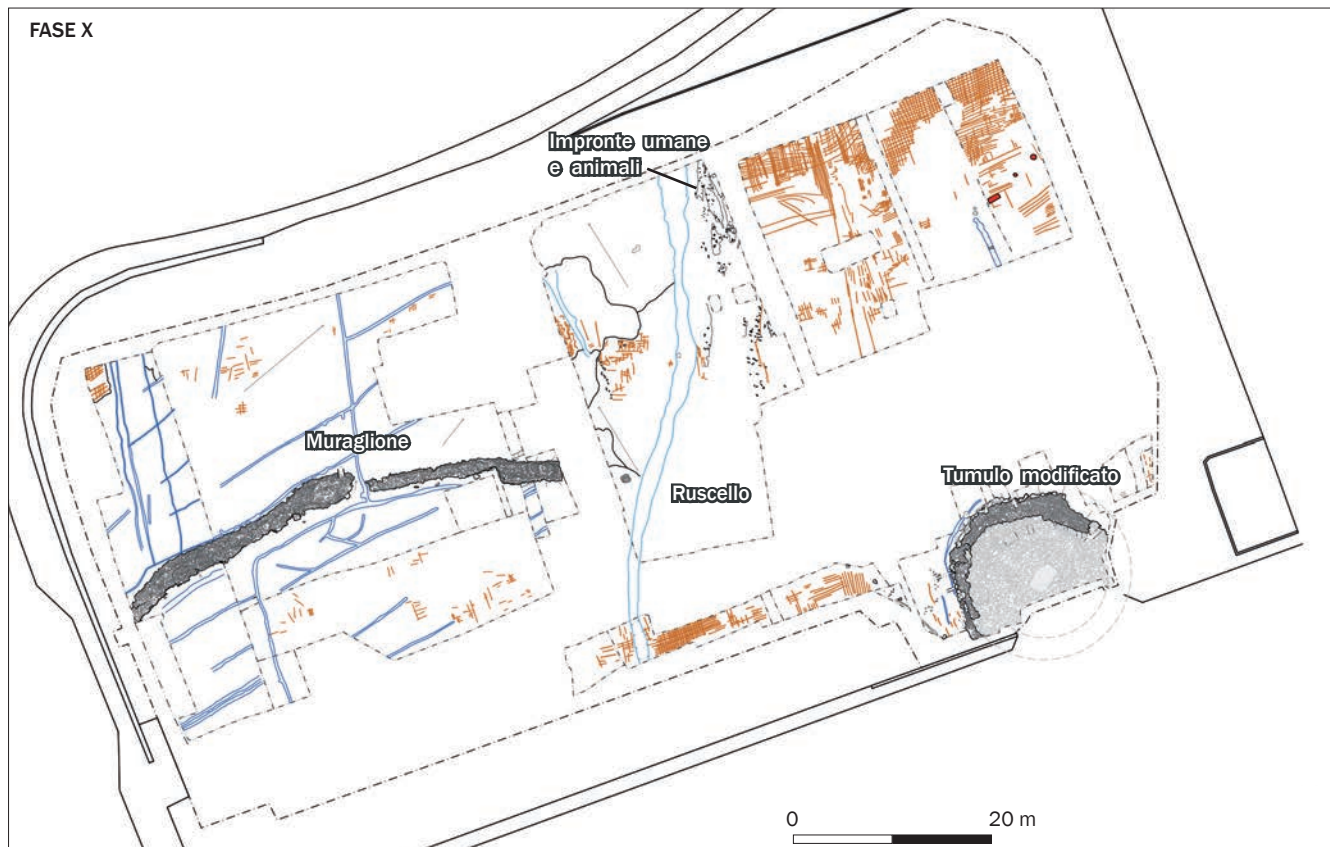 FASE X
Impronte umane
e animali
Muraglione
Ruscello
Tumulo modificato
0 20 m